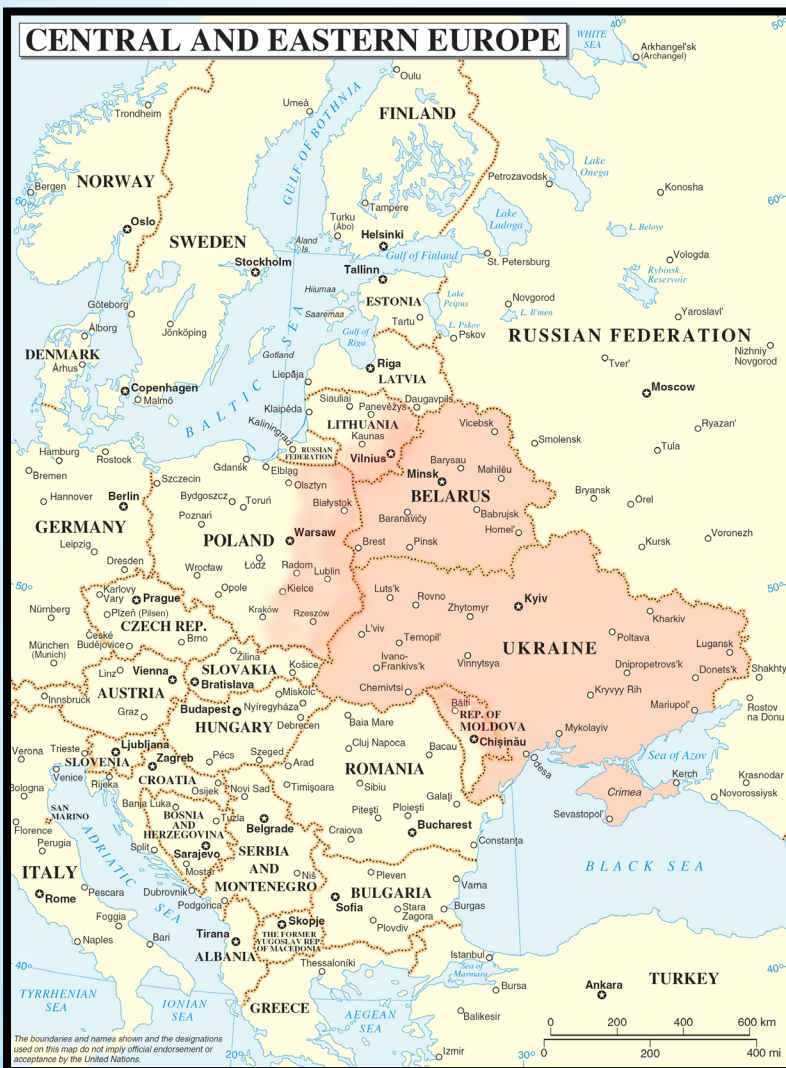 CENTRAL AND EASTERN EUROPE
40°
50°
WHITE
SEA
Arkhangel'sk
(Archangel)
Oulu
Umeå
Trondheim
FINLAND
GULF OF BOTHNIA
Lake
Onega
NORWAY
Petrozavodsk
Konosha
Bergen
60°
60°
Tampere
Turku
(Åbo)
Lake
Ladoga
Oslo
L. Beloye
Helsinki
SWEDEN
Åland
Is.
Gulf of Finland
St. Petersburg
Vologda
Stockholm
Tallinn
Rybinsk
Reservoir
Hiiumaa
ESTONIA
Lake
Peipus
Novgorod
Göteborg
Saaremaa
L. Il'men
Yaroslavl'
Tartu
L. Pskov
Ålborg
Jönköping
Gulf of
Riga
Pskov
RUSSIAN FEDERATION
DENMARK
Gotland
Nizhniy
Novgorod
Århus
Riga
Tver'
Liepāja
LATVIA
Copenhagen
Malmö
Moscow
BALTIC SEA
Siauliai
Panevėžys
Daugavpils
Klaipėda
LITHUANIA
Vicebsk
Ryazan'
Kaliningrad
Kaunas
Smolensk
Tula
Hamburg
Rostock
RUSSIAN
FEDERATION
Vilnius
Barysau
Gdańsk
Elbląg
Mahilëu
Bremen
Szczecin
Olsztyn
Minsk
Hannover
Berlin
Bydgoszcz
Toruń
Białystok
BELARUS
Bryansk
Orel
Poznań
Baranavičy
Babrujsk
GERMANY
Homel'
Warsaw
POLAND
Voronezh
Leipzig
Brest
Pinsk
Kursk
Dresden
Wrocław
Łódź
Radom
Lublin
50°
50°
Karlovy
Vary
Prague
Opole
Kielce
Luts'k
Rovno
Kyiv
Nürnberg
Plzeň (Pilsen)
Kraków
Rzeszów
Zhytomyr
Kharkiv
CZECH REP.
L'viv
Ternopil'
Poltava
České
Budějovice
Brno
UKRAINE
Lugansk
München
(Munich)
Žilina
Ivano-
Frankivs'k
Vinnytsya
Linz
Vienna
SLOVAKIA
Košice
Dnipropetrovs'k
Donets'k
Shakhty
Bratislava
Chernivtsi
AUSTRIA
Miskolc
Kryvyy Rih
Innsbruck
Budapest
Nyíregyháza
Bălti
Mariupol'
Rostov
na Donu
Graz
HUNGARY
Debrecen
Baia Mare
REP. OF
MOLDOVA
Mykolayiv
Verona
Trieste
Ljubljana
Pécs
Szeged
Cluj Napoca
Bacau
Chişinău
SLOVENIA
Zagreb
Arad
Odesa
Sea of Azov
Venice
ROMANIA
Bologna
Rijeka
CROATIA
Osijek
Novi Sad
Timişoara
Sibiu
Kerch
Krasnodar
Crimea
Novorossiysk
SAN
MARINO
Banja Luka
BOSNIA
AND
HERZEGOVINA
Tuzla
Piteşti
Ploieşti
Galaţi
Sevastopol'
Florence
Belgrade
Craiova
Bucharest
Perugia
Split
Sarajevo
SERBIA
AND
MONTENEGRO
Constanţa
ADRIATIC SEA
ITALY
Mostar
Niš
Pleven
BLACK SEA
Rome
Pescara
Dubrovnik
Varna
BULGARIA
Podgorica
Sofia
Stara
Zagora
Burgas
Foggia
Skopje
Plovdiv
Naples
Bari
Tirana
THE FORMER
YUGOSLAV REP.
OF MACEDONIA
ALBANIA
Istanbul
40°
Thessaloníki
Sea of
Marmara
40°
Bursa
Ankara
TURKEY
TYRRHENIAN
SEA
IONIAN
SEA
GREECE
AEGEAN
SEA
Balikesir
0 200 400 600 km
The boundaries and names shown and the designations
used on this map do not imply official endorsement or
acceptance by the United Nations.
20°
Izmir
30°
0 200 400 mi